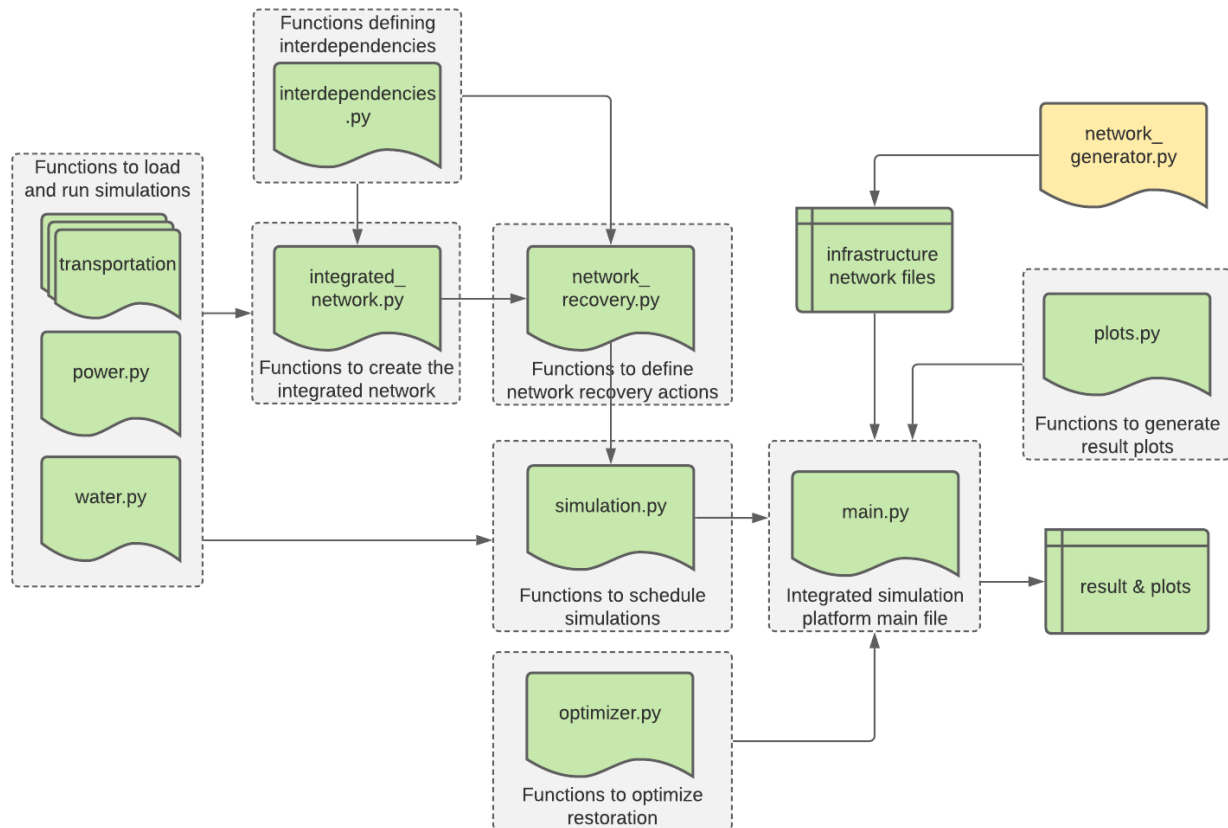 Functions defining
interdependencies
interdependencies
.py
Functions to load
and run simulations
transportation
power.py
water.py
integrated_
network.py
Functions to create the
integrated network
network_
recovery.py
Functions to define
network recovery actions
network_
generator.py
infrastructure
network files
plots.py
Functions to generate
result plots
simulation.py
Functions to schedule
simulations
main.py
Integrated simulation
platform main file
result & plots
optimizer.py
Functions to optimize
restoration